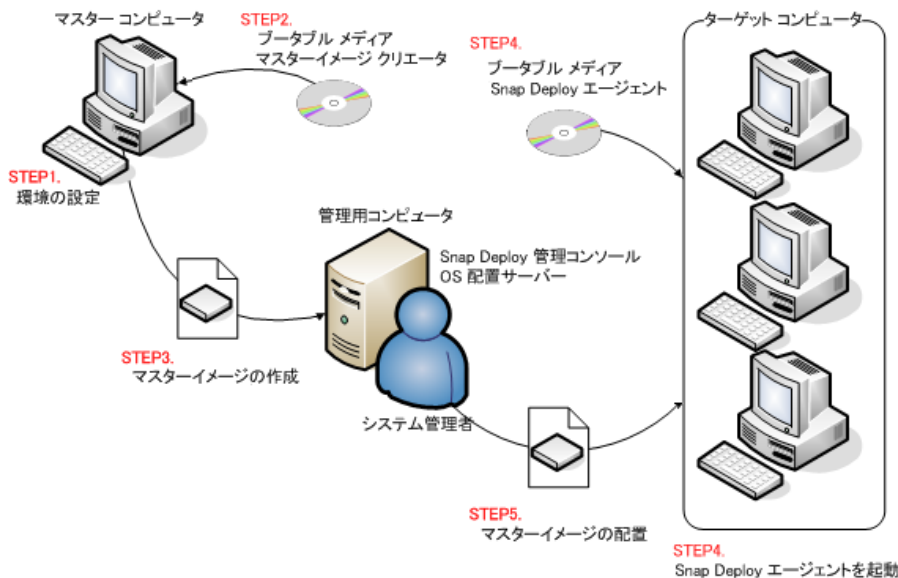 マスター コンピュータ
STEP2.
ブータブル メディア
マスターイメージ クリエータ
STEP1.
環境の設定
STEP4.
ブータブル メディア
Snap Deploy エージェント
ターゲット コンピュータ
管理用コンピュータ
Snap Deploy 管理コンソール
OS 配置サーバー
STEP3.
マスターイメージの作成
システム管理者
STEP5.
マスターイメージの配置
STEP4.
Snap Deploy エージェントを起動